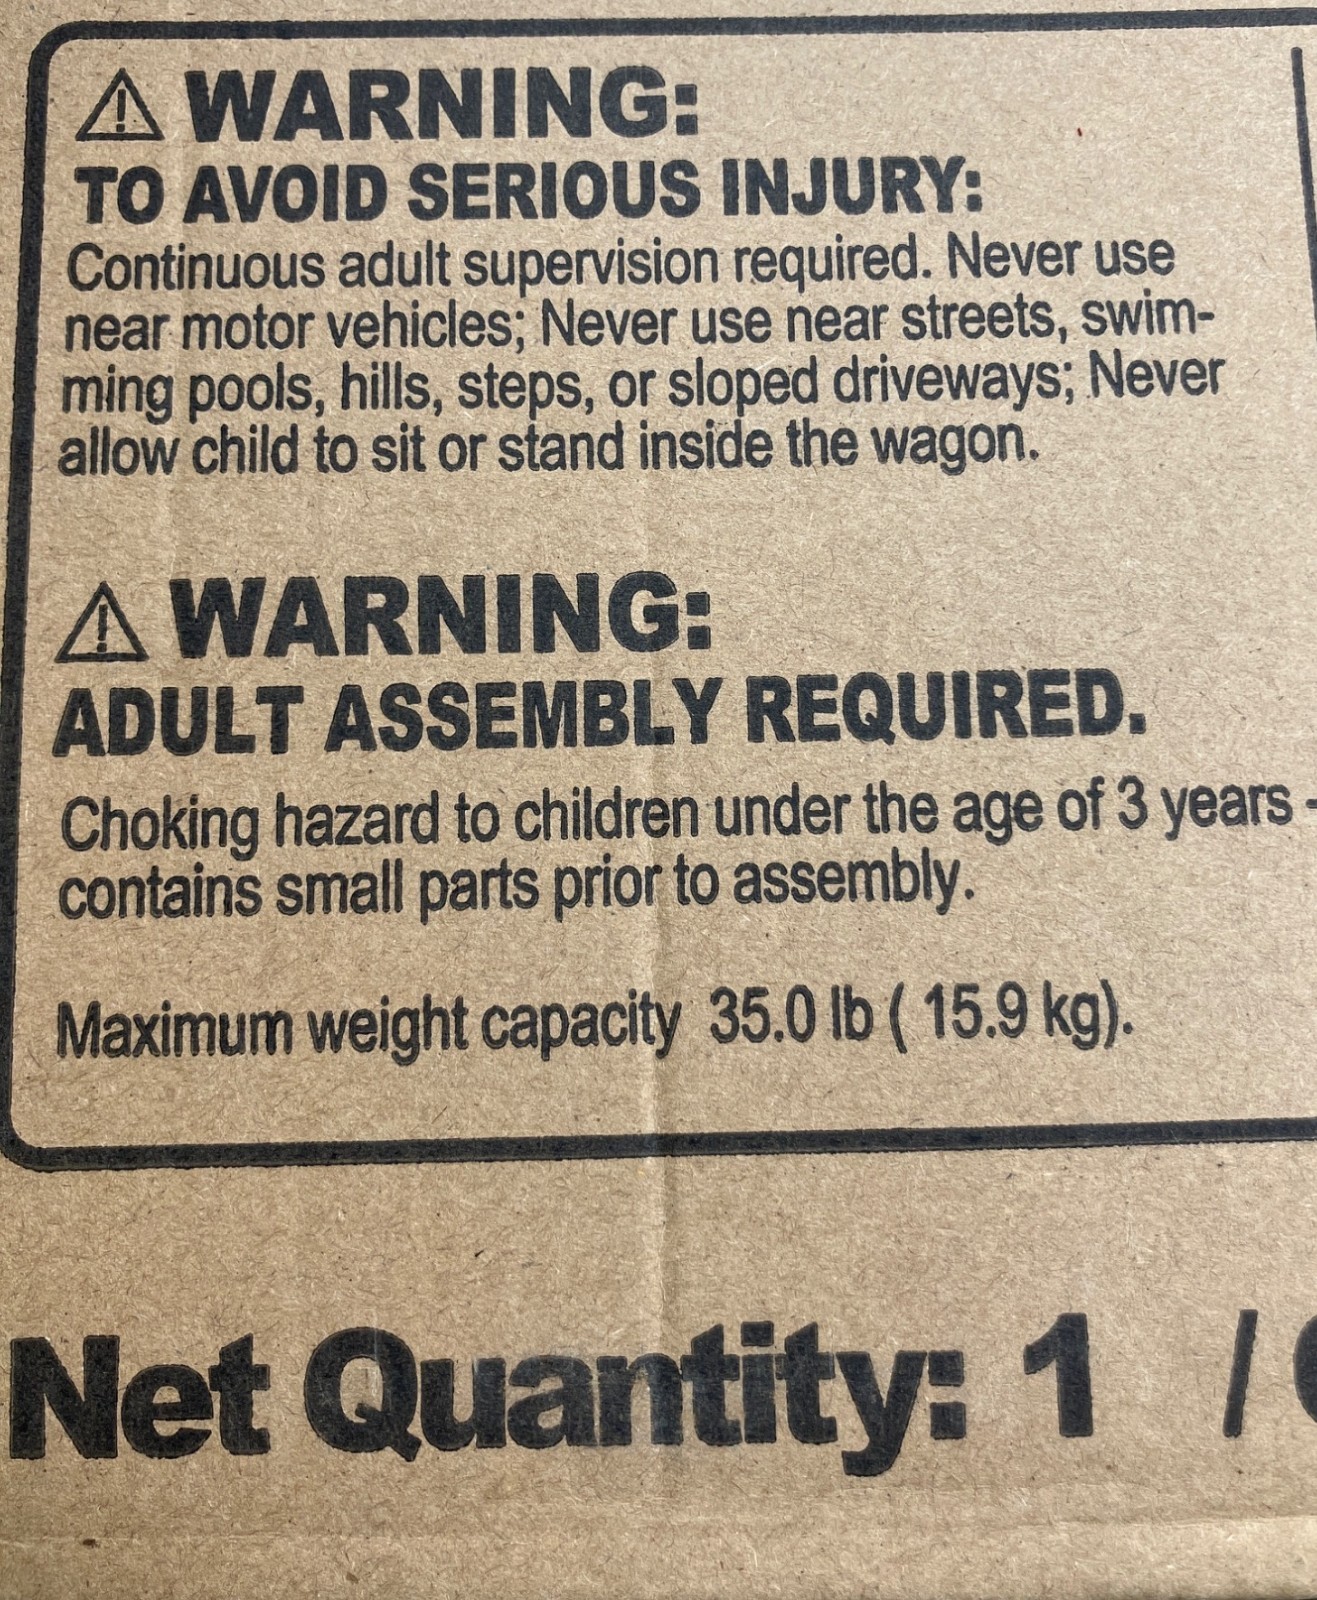 ⚠ WARNING:
TO AVOID SERIOUS INJURY:
Continuous adult supervision required. Never use
near motor vehicles; Never use near streets, swim-
ming pools, hills, steps, or sloped driveways; Never
allow child to sit or stand inside the wagon.
⚠ WARNING:
ADULT ASSEMBLY REQUIRED.
Choking hazard to children under the age of 3 years -
contains small parts prior to assembly.
Maximum weight capacity 35.0 lb ( 15.9 kg).
Net Quantity: 1 /